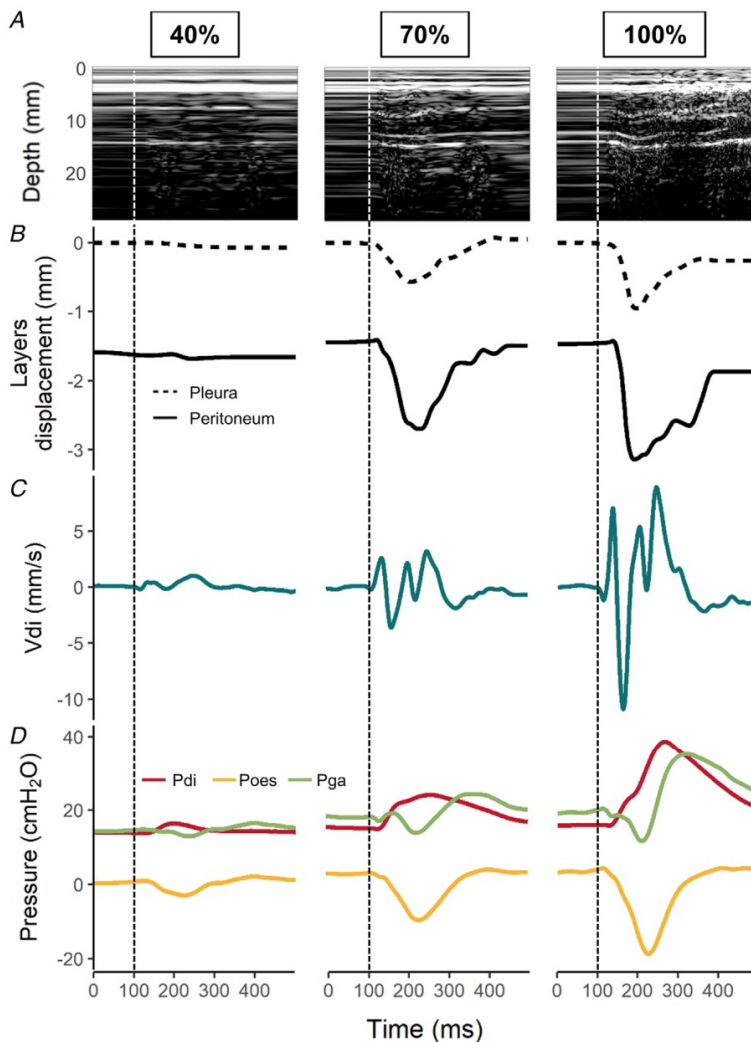 A
40%
70%
100%
Depth (mm)
0
10
20
B
Layers
displacement (mm)
0
-1
-2
-3
Pleura
Peritoneum
C
Vdi (mm/s)
5
0
-5
-10
D
Pressure (cmH₂O)
40
20
0
-20
Pdi
Poes
Pga
0 100 200 300 400
0 100 200 300 400
0 100 200 300 400
Time (ms)